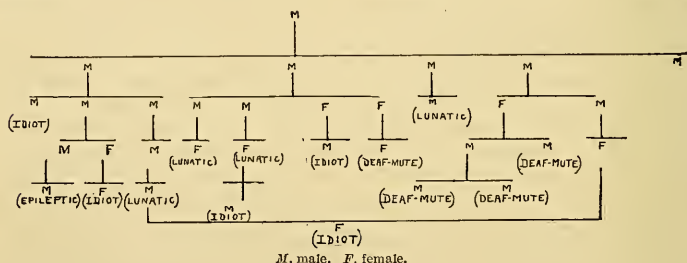 M
M
M M M M
M M M M M F F M F M
(IDIOT) (LUNATIC)
M F M F F M F M M F
(LUNATIC) (LUNATIC) (IDIOT) (DEAF-MUTE) (DEAF-MUTE)
M F M M M M
(EPILEPTIC) (IDIOT) (LUNATIC) (IDIOT) (DEAF-MUTE) (DEAF-MUTE)
F
(IDIOT)
M, male. F, female.